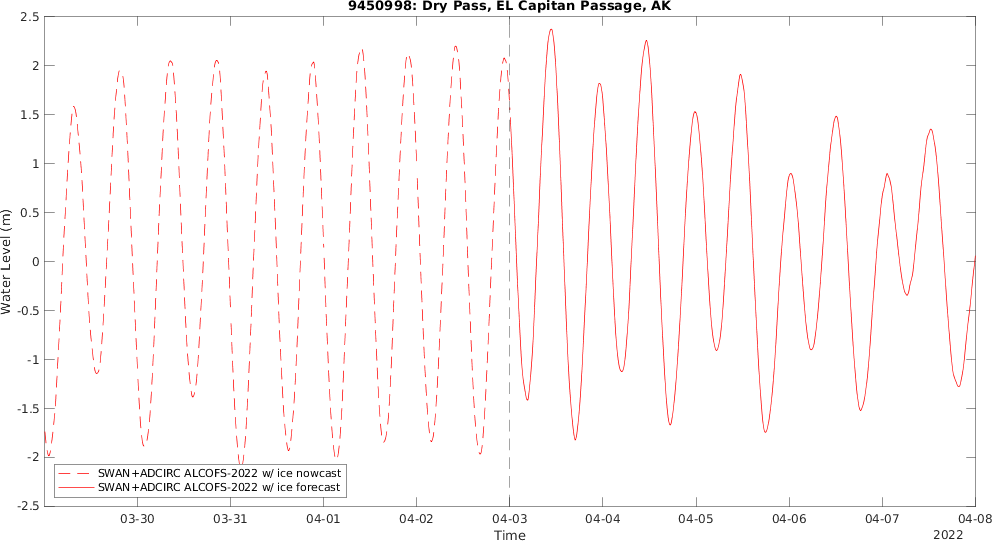 9450998: Dry Pass, EL Capitan Passage, AK
Water Level (m)
2.5
2
1.5
1
0.5
0
-0.5
-1
-1.5
-2
-2.5
SWAN+ADCIRC ALCOFS-2022 w/ ice nowcast
SWAN+ADCIRC ALCOFS-2022 w/ ice forecast
03-30 03-31 04-01 04-02 04-03 04-04 04-05 04-06 04-07 04-08
Time
2022